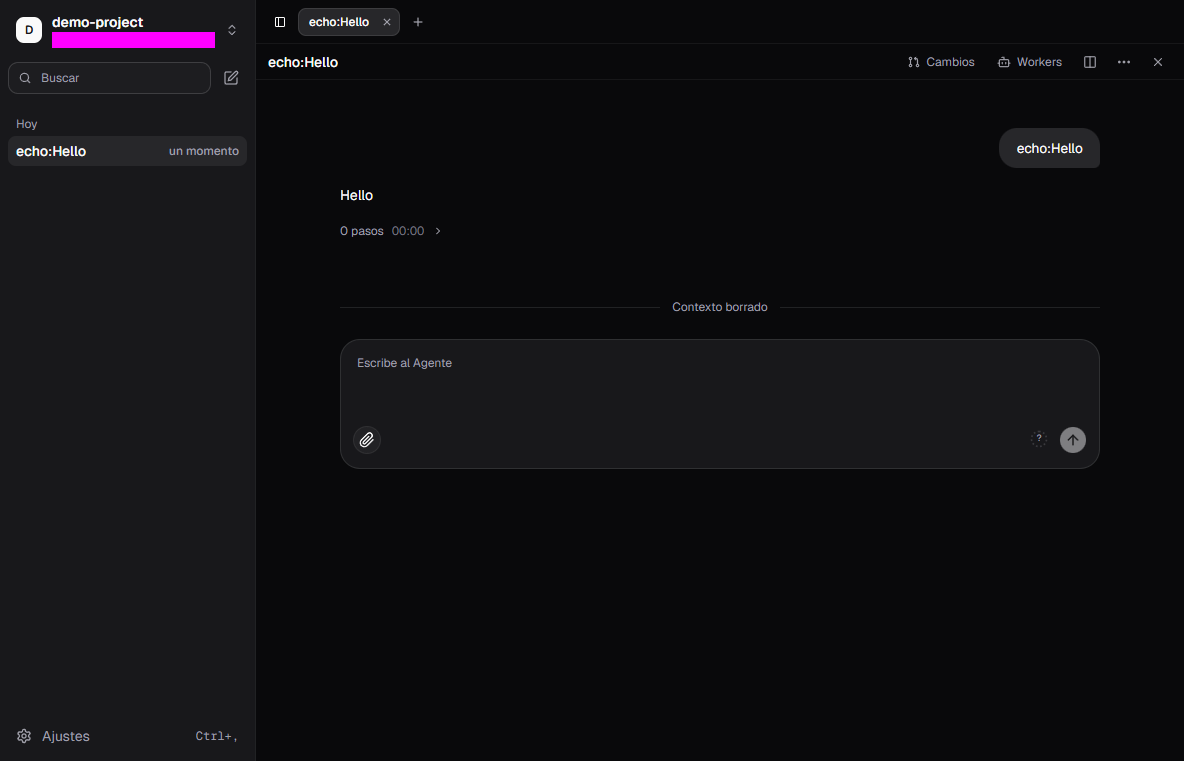 D
demo-project
Buscar
Hoy
echo:Hello
un momento
Ajustes
Ctrl+,
echo:Hello
echo:Hello
Cambios
Workers
echo:Hello
Hello
0 pasos 00:00
Contexto borrado
Escribe al Agente
?